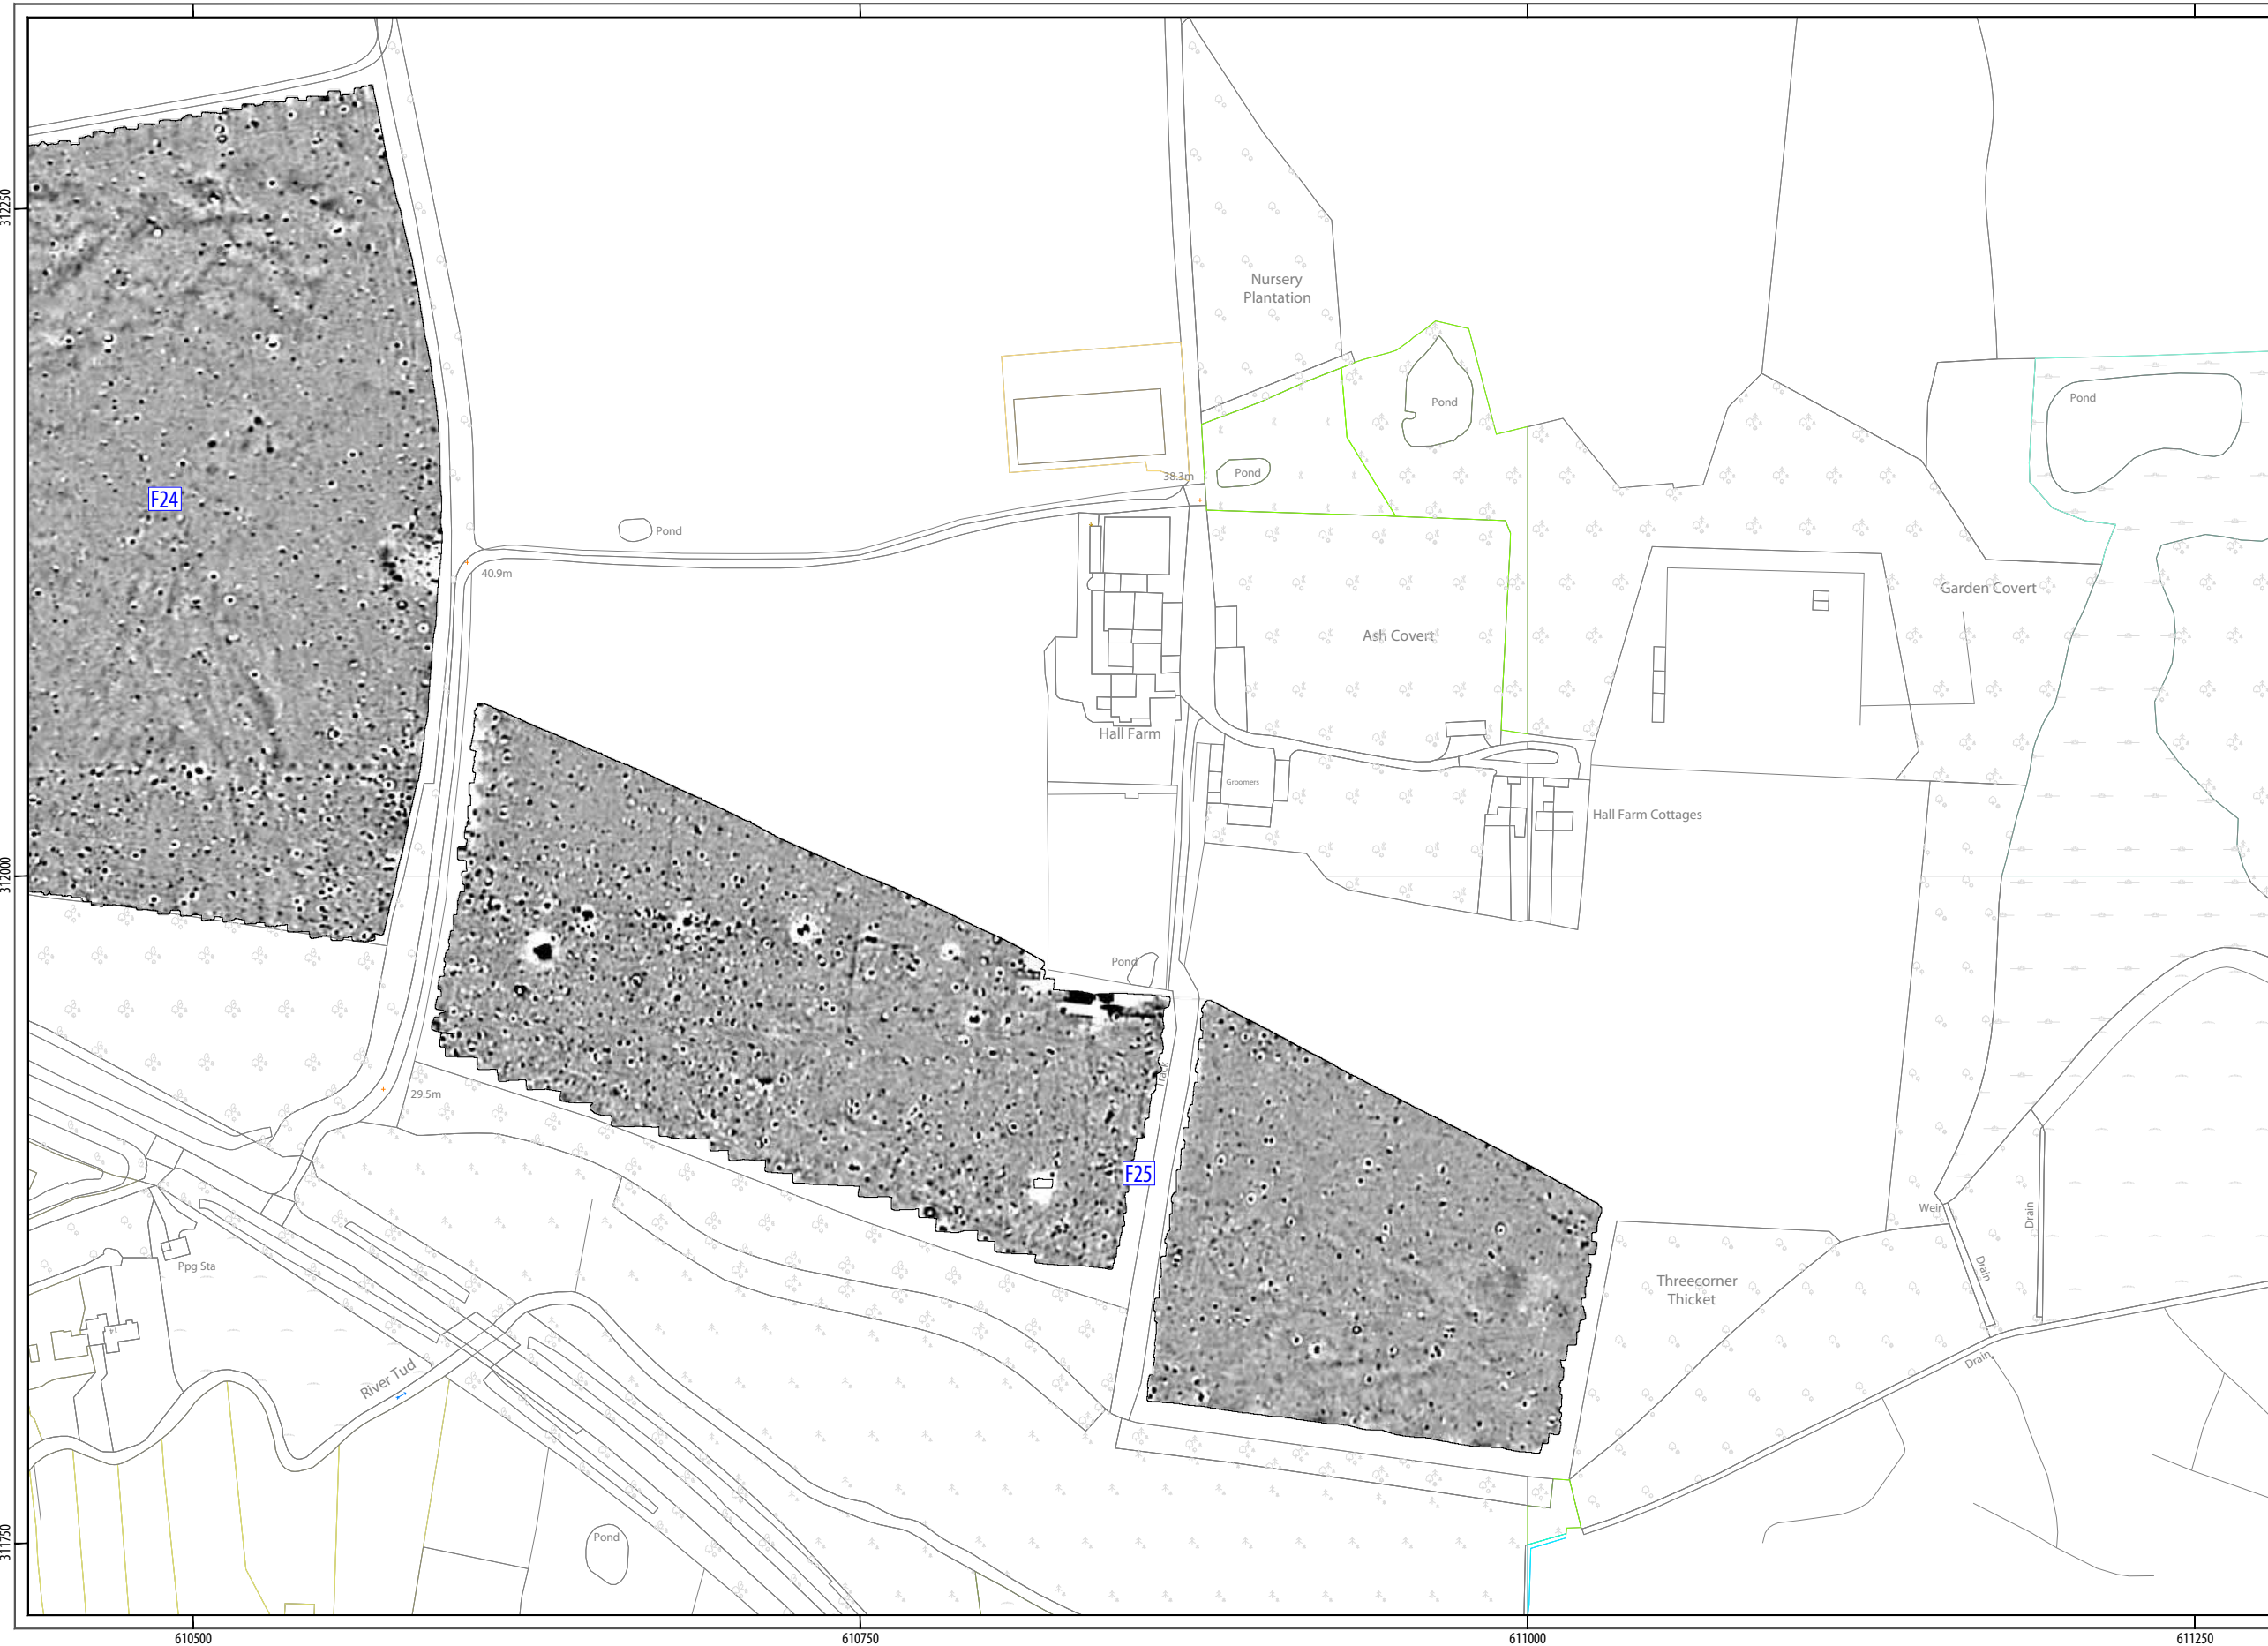 312250
Nursery
Plantation
Pond
Pond
Pond
38.3m
F24
Pond
40.9m
Garden Covert
Ash Covert
Hall Farm
Groomers
Hall Farm Cottages
312000
Pond
Track
29.5m
F25
Weir
Drain
Drain
Ppg Sta
Threecorner
Thicket
14
River Tud
Drain
Pond
311750
610500
610750
611000
611250